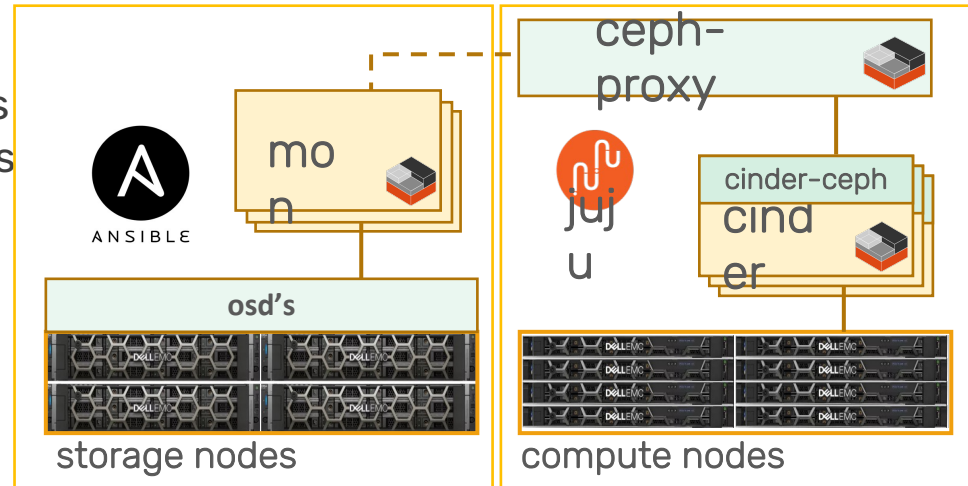 s
s
ANSIBLE
mo
n
osd's
DELLEMC
DELLEMC
DELLEMC
DELLEMC
storage nodes
ceph-
proxy
juj
u
cinder-ceph
cind
er
DELLEMC
DELLEMC
DELLEMC
DELLEMC
DELLEMC
DELLEMC
DELLEMC
DELLEMC
compute nodes